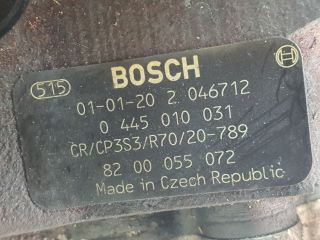 515 BOSCH
01-01-20 2 046712
0 445 010 031
CR/CP3S3/R70/20-789
82 00 055 072
Made in Czech Republic